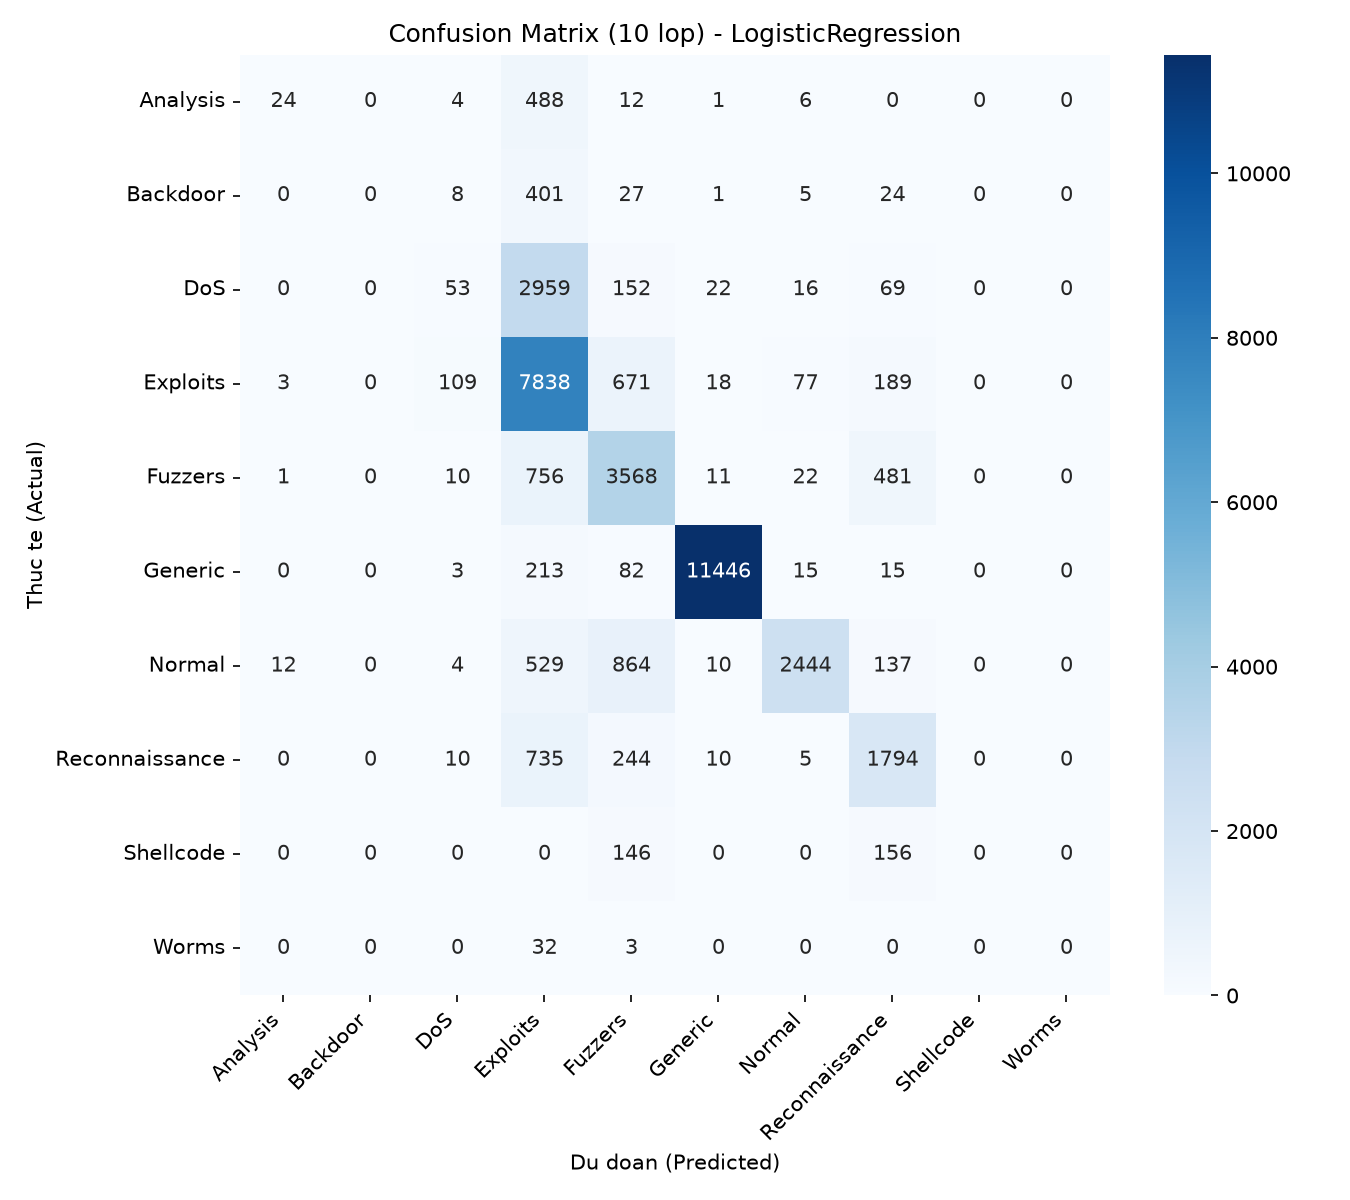 Confusion Matrix (10 lop) - LogisticRegression
Thuc te (Actual)
Analysis 24 0 4 488 12 1 6 0 0 0
Backdoor 0 0 8 401 27 1 5 24 0 0
DoS 0 0 53 2959 152 22 16 69 0 0
Exploits 3 0 109 7838 671 18 77 189 0 0
Fuzzers 1 0 10 756 3568 11 22 481 0 0
Generic 0 0 3 213 82 11446 15 15 0 0
Normal 12 0 4 529 864 10 2444 137 0 0
Reconnaissance 0 0 10 735 244 10 5 1794 0 0
Shellcode 0 0 0 0 146 0 0 156 0 0
Worms 0 0 0 32 3 0 0 0 0 0
Analysis Backdoor DoS Exploits Fuzzers Generic Normal Reconnaissance Shellcode Worms
Du doan (Predicted)
10000
8000
6000
4000
2000
0